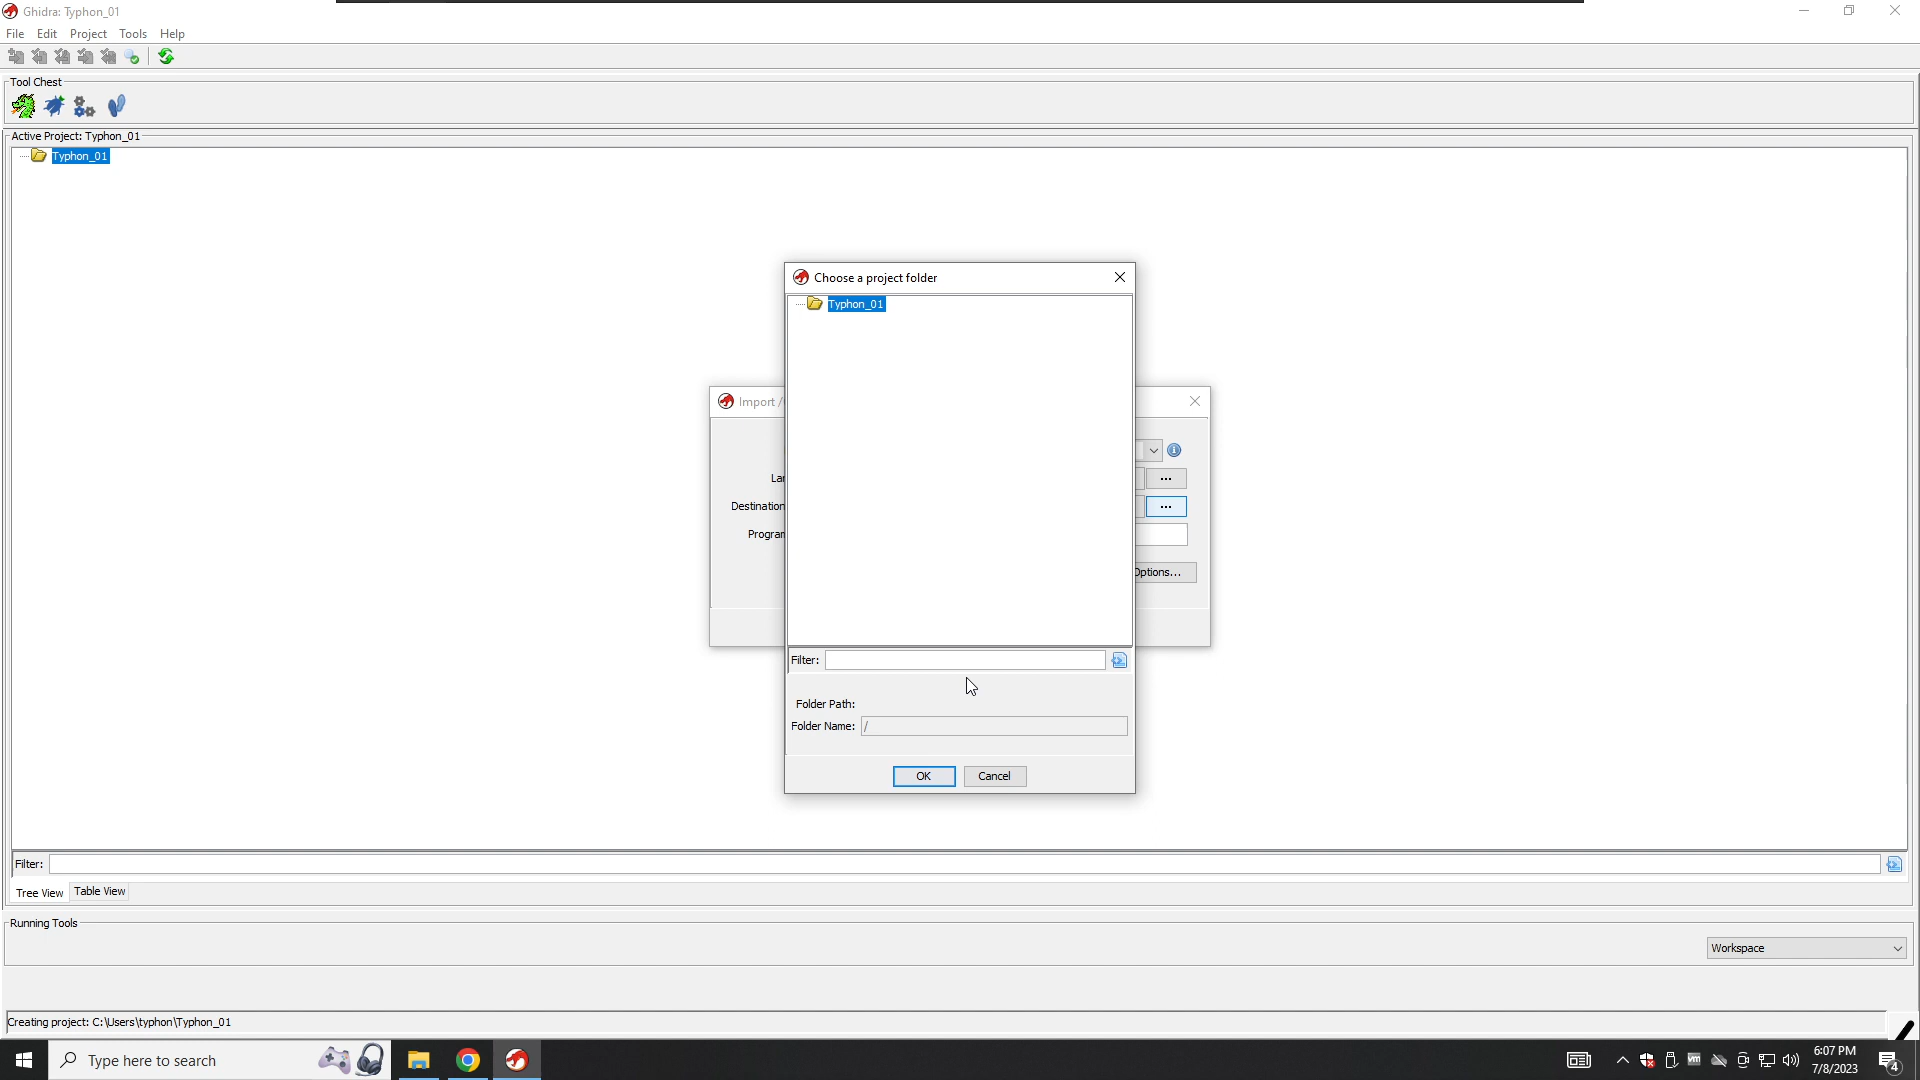 Ghidra: Typhon_01
File Edit Project Tools Help
Tool Chest
Active Project: Typhon_01
Typhon_01
Choose a project folder
Typhon_01
Import /
...
Destination
...
Options...
Filter:
Folder Path:
Folder Name: /
OK Cancel
Filter:
Tree View Table View
Running Tools
Workspace
Creating project: C:\Users\typhon\Typhon_01
Type here to search
vm
6:07 PM
7/8/2023
4